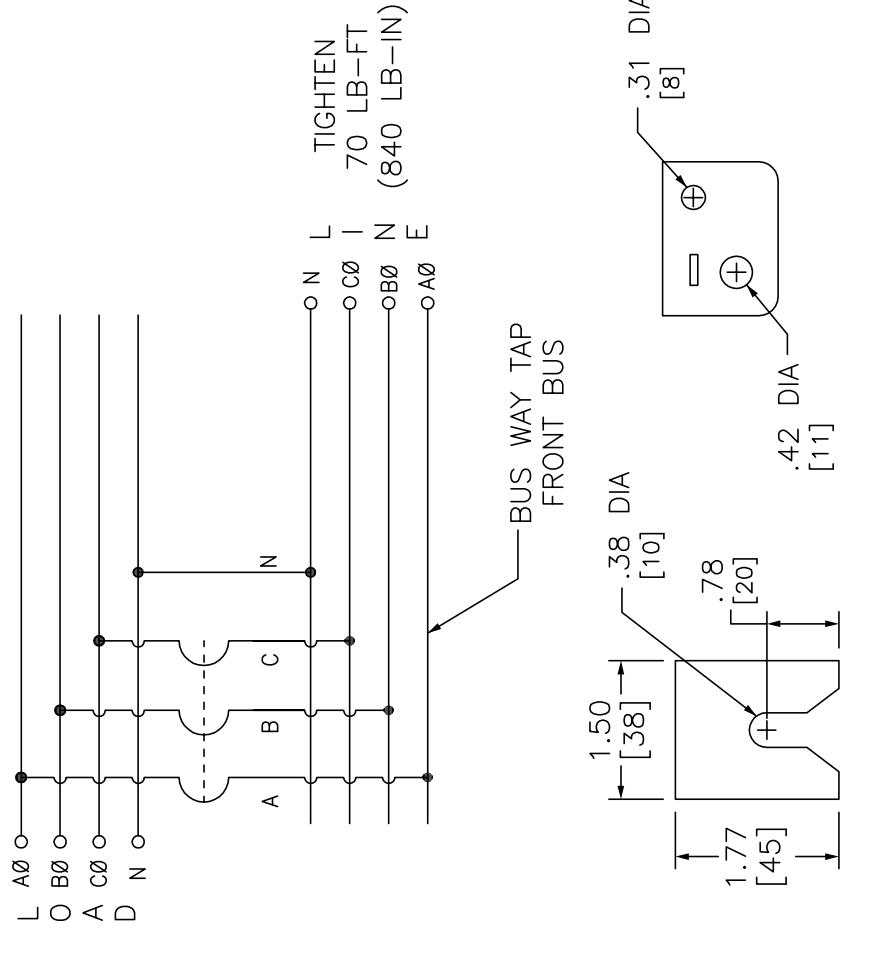 L
O
A
D
AØ
BØ
CØ
N
A
B
C
N
N
CØ
BØ
AØ
L
I
N
E
TIGHTEN
70 LB-FT
(840 LB-IN)
BUS WAY TAP
FRONT BUS
1.77
[45]
1.50
[38]
.38 DIA
[10]
.78
[20]
.42 DIA
[11]
.31 DIA
[8]